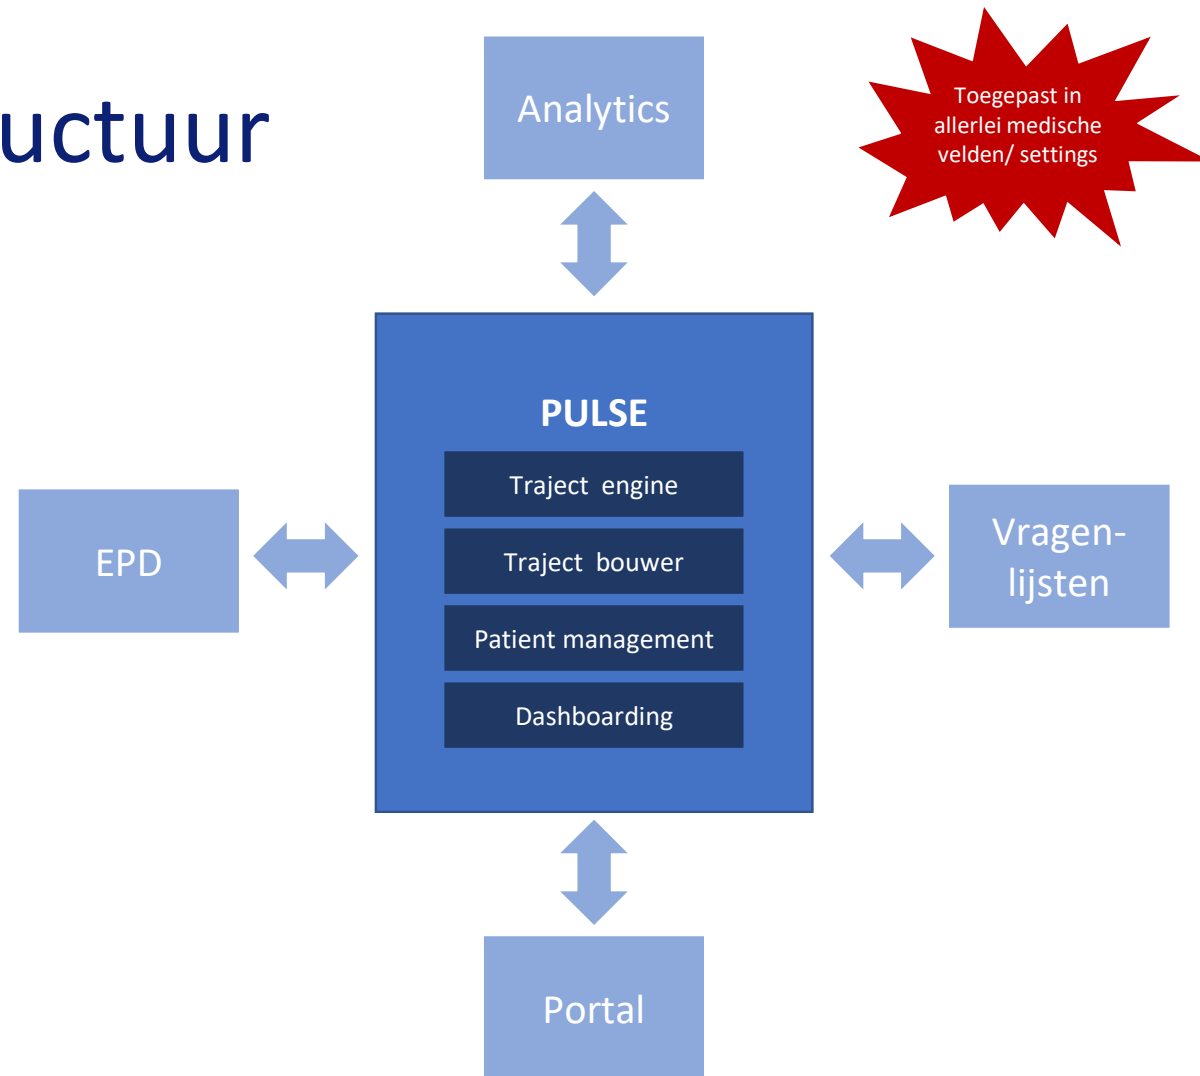 uctuur
Analytics
Toegepast in
allerlei medische
velden/ settings
PULSE
Traject engine
Traject bouwer
Patient management
Dashboarding
EPD
Vragen-
lijsten
Portal